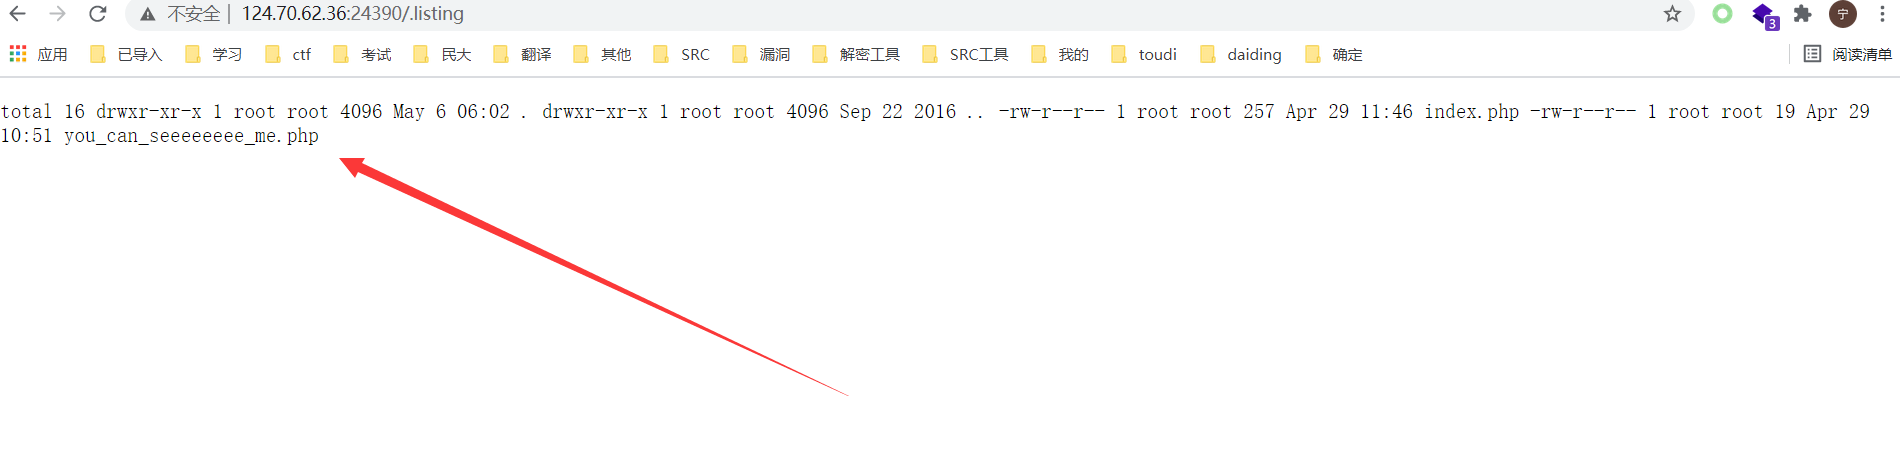 不安全 | 124.70.62.36:24390/.listing
3
宁
应用 已导入 学习 ctf 考试 民大 翻译 其他 SRC 漏洞 解密工具 SRC工具 我的 toudi daiding 确定 阅读清单
total 16 drwxr-xr-x 1 root root 4096 May 6 06:02 . drwxr-xr-x 1 root root 4096 Sep 22 2016 .. -rw-r--r-- 1 root root 257 Apr 29 11:46 index.php -rw-r--r-- 1 root root 19 Apr 29
10:51 you_can_seeeeeeee_me.php